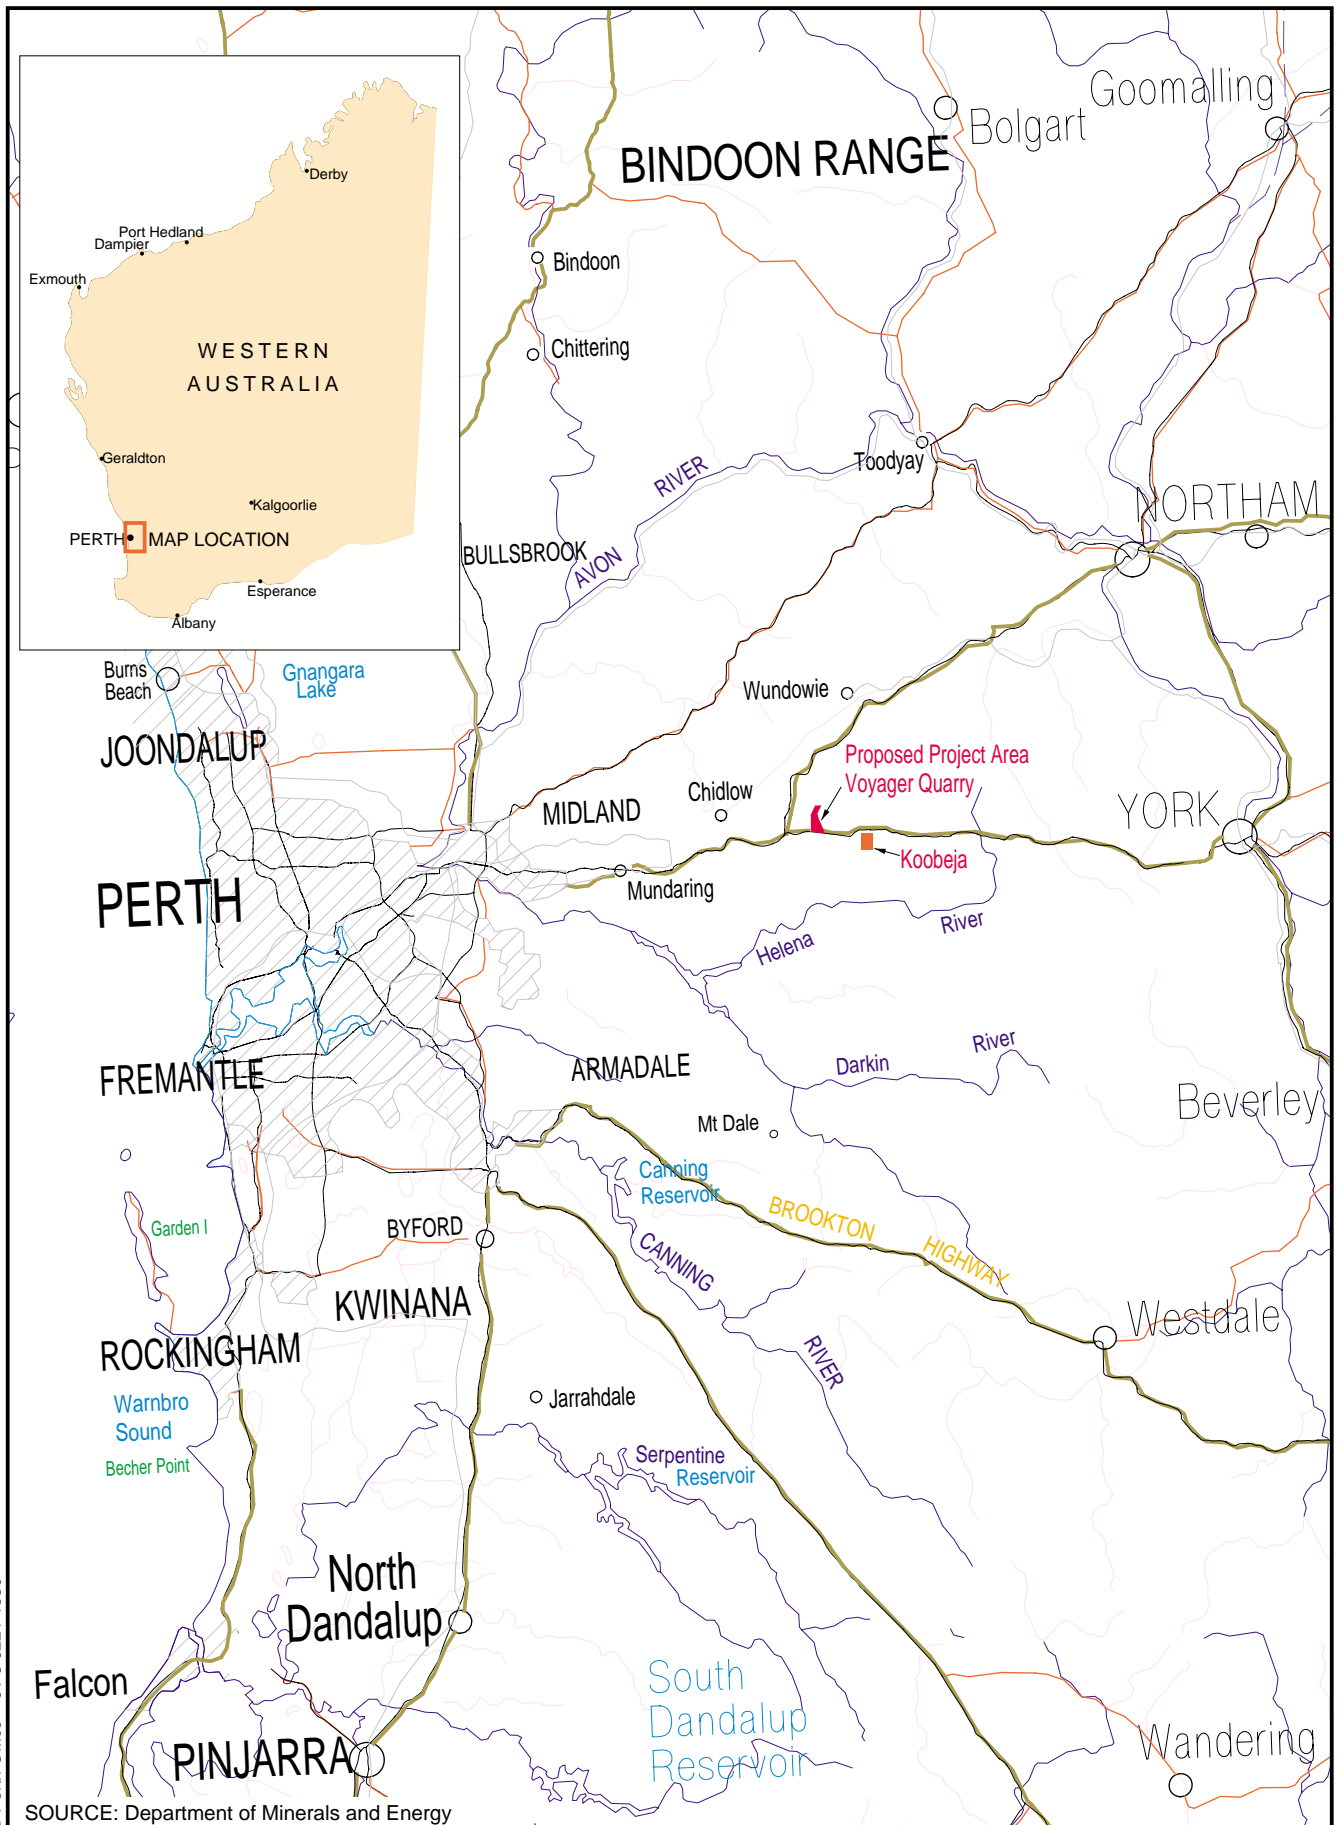 Goomalling
Bolgart
BINDOON RANGE
Derby
Port Hedland
Dampier
Exmouth
Bindoon
Chittering
WESTERN
AUSTRALIA
Geraldton
Kalgoorlie
PERTH
MAP LOCATION
Esperance
Albany
Toodyay
RIVER
AVON
NORTHAM
BULLSBROOK
Burns
Beach
Gnangara
Lake
Wundowie
JOONDALUP
Proposed Project Area
Voyager Quarry
Chidlow
MIDLAND
YORK
Koobeja
Mundaring
PERTH
Helena
River
FREMANTLE
ARMADALE
Darkin
River
Beverley
Mt Dale
Canning
Reservoir
Garden I
BYFORD
BROOKTON
HIGHWAY
CANNING
RIVER
KWINANA
Westdale
ROCKINGHAM
Warnbro
Sound
Jarrahdale
Becher Point
Serpentine
Reservoir
North
Dandalup
Falcon
South
Dandalup
Reservoir
PINJARRA
Wandering
SOURCE: Department of Minerals and Energy